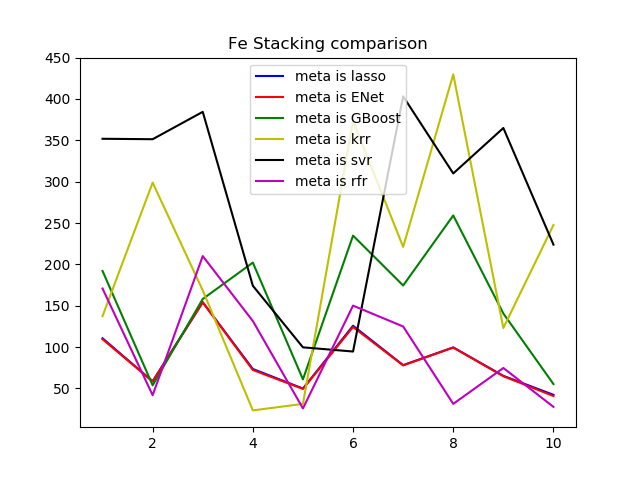 Fe Stacking comparison
450
400
350
300
250
200
150
100
50
meta is lasso
meta is ENet
meta is GBoost
meta is krr
meta is svr
meta is rfr
2 4 6 8 10